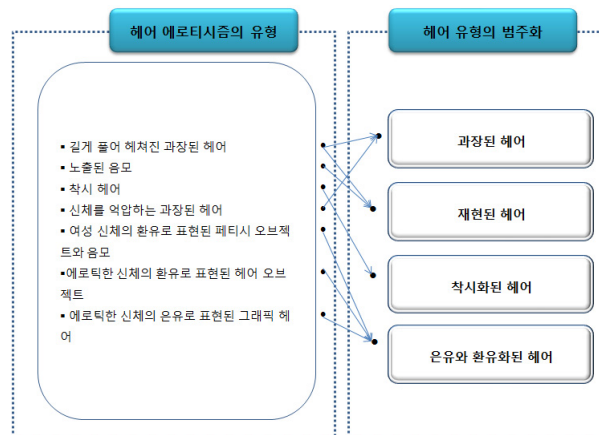 헤어 에로티시즘의 유형
▪ 길게 풀어 헤쳐진 과장된 헤어
▪ 노출된 음모
▪ 착시 헤어
▪ 신체를 억압하는 과장된 헤어
▪ 여성 신체의 환유로 표현된 페티시 오브젝
트와 음모
▪에로틱한 신체의 환유로 표현된 헤어 오브
젝트
▪ 에로틱한 신체의 은유로 표현된 그래픽 헤
어
헤어 유형의 범주화
과장된 헤어
재현된 헤어
착시화된 헤어
은유와 환유화된 헤어